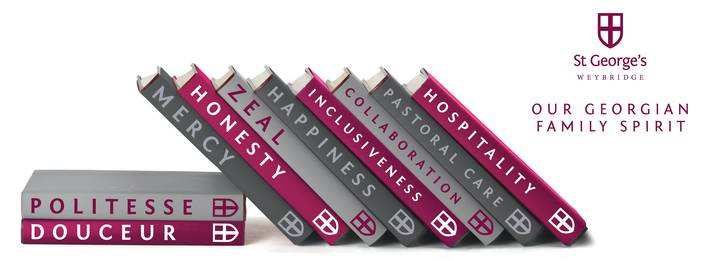 POLITESSE
DOUCEUR
MERCY
HONESTY
ZEAL
HAPPINESS
INCLUSIVENESS
COLLABORATION
PASTORAL CARE
HOSPITALITY
St George's
WEYBRIDGE
OUR GEORGIAN
FAMILY SPIRIT